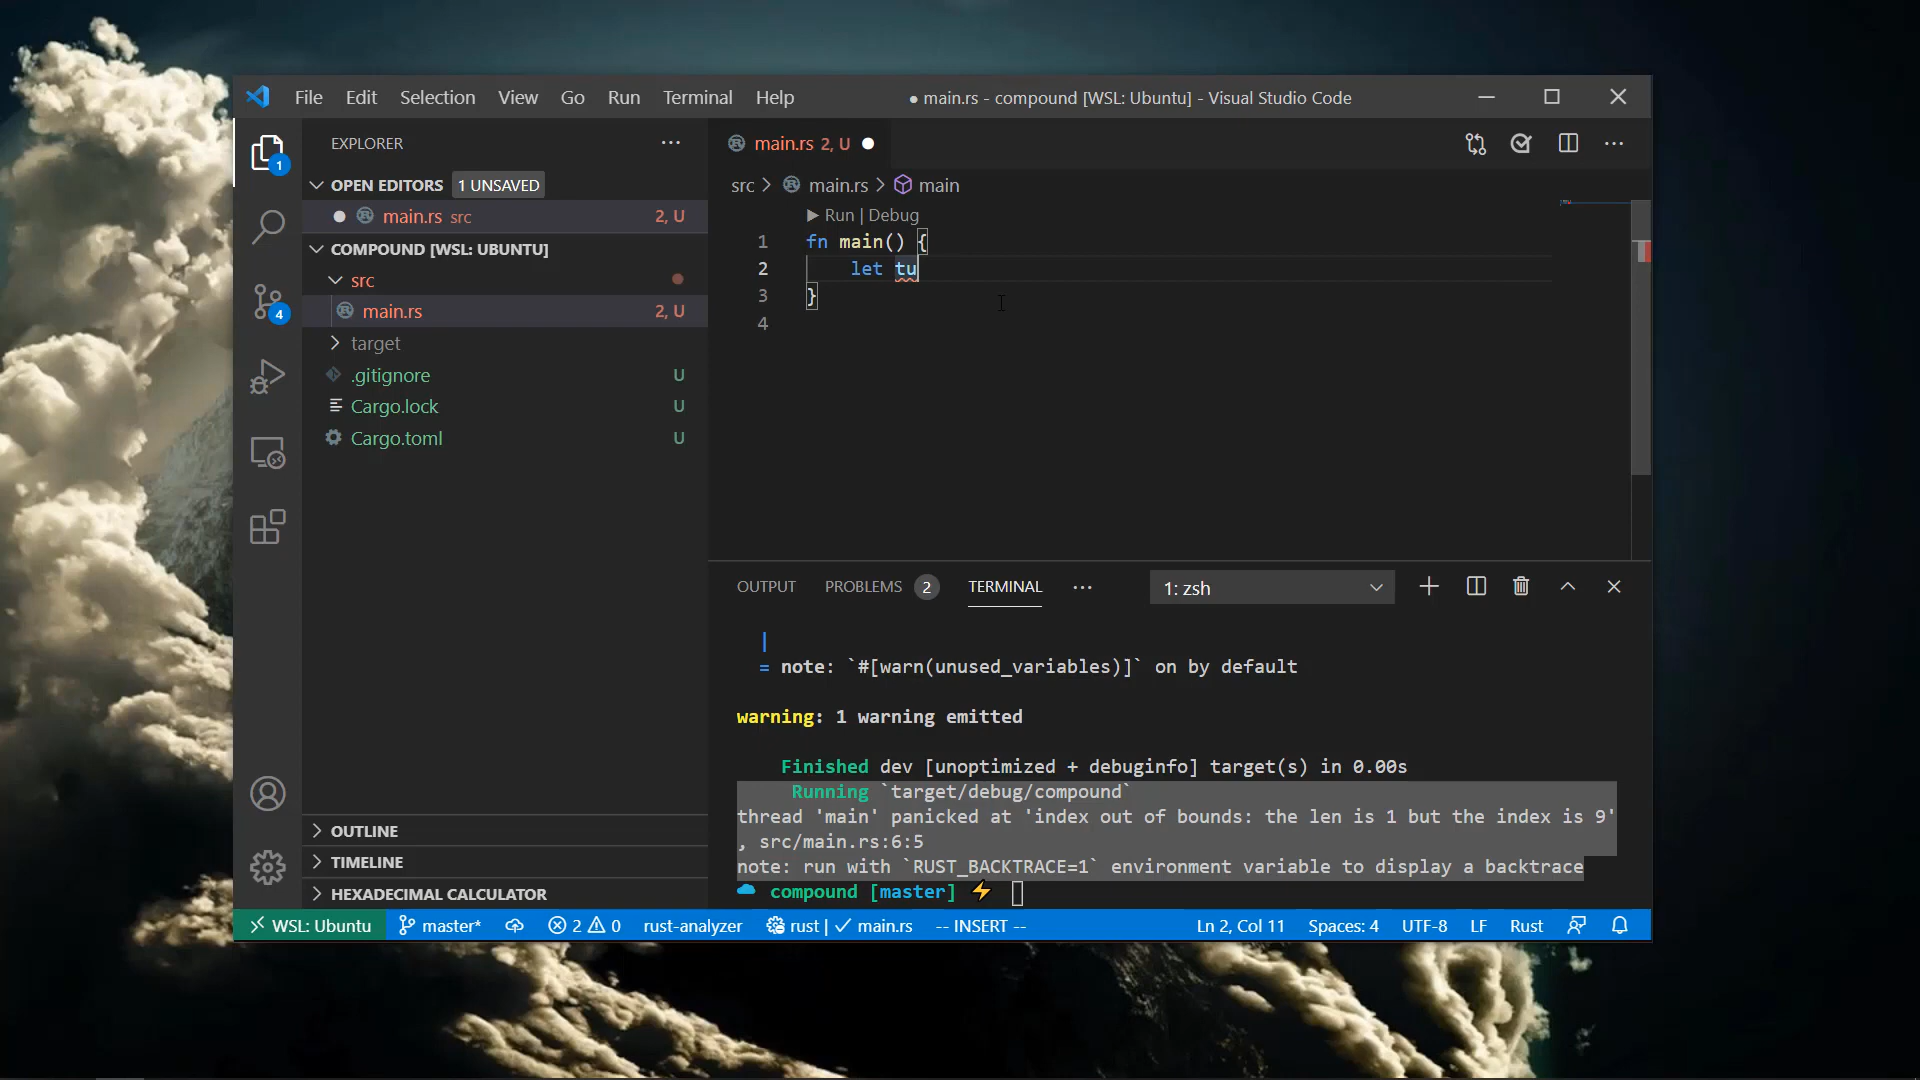 File Edit Selection View Go Run Terminal Help
● main.rs - compound [WSL: Ubuntu] - Visual Studio Code
EXPLORER
1
OPEN EDITORS 1 UNSAVED
main.rs src 2, U
COMPOUND [WSL: UBUNTU]
src
main.rs 2, U
target
.gitignore U
Cargo.lock U
Cargo.toml U
4
OUTLINE
TIMELINE
HEXADECIMAL CALCULATOR
main.rs 2, U
src > main.rs > main
Run | Debug
1 fn main() {
2 let tu
3 }
4
OUTPUT PROBLEMS 2 TERMINAL ··· 1: zsh
|
= note: `#[warn(unused_variables)]` on by default
warning: 1 warning emitted
Finished dev [unoptimized + debuginfo] target(s) in 0.00s
Running `target/debug/compound`
thread 'main' panicked at 'index out of bounds: the len is 1 but the index is 9'
, src/main.rs:6:5
note: run with `RUST_BACKTRACE=1` environment variable to display a backtrace
compound [master] ⚡
WSL: Ubuntu master* 2 0 rust-analyzer rust | ✓ main.rs -- INSERT -- Ln 2, Col 11 Spaces: 4 UTF-8 LF Rust